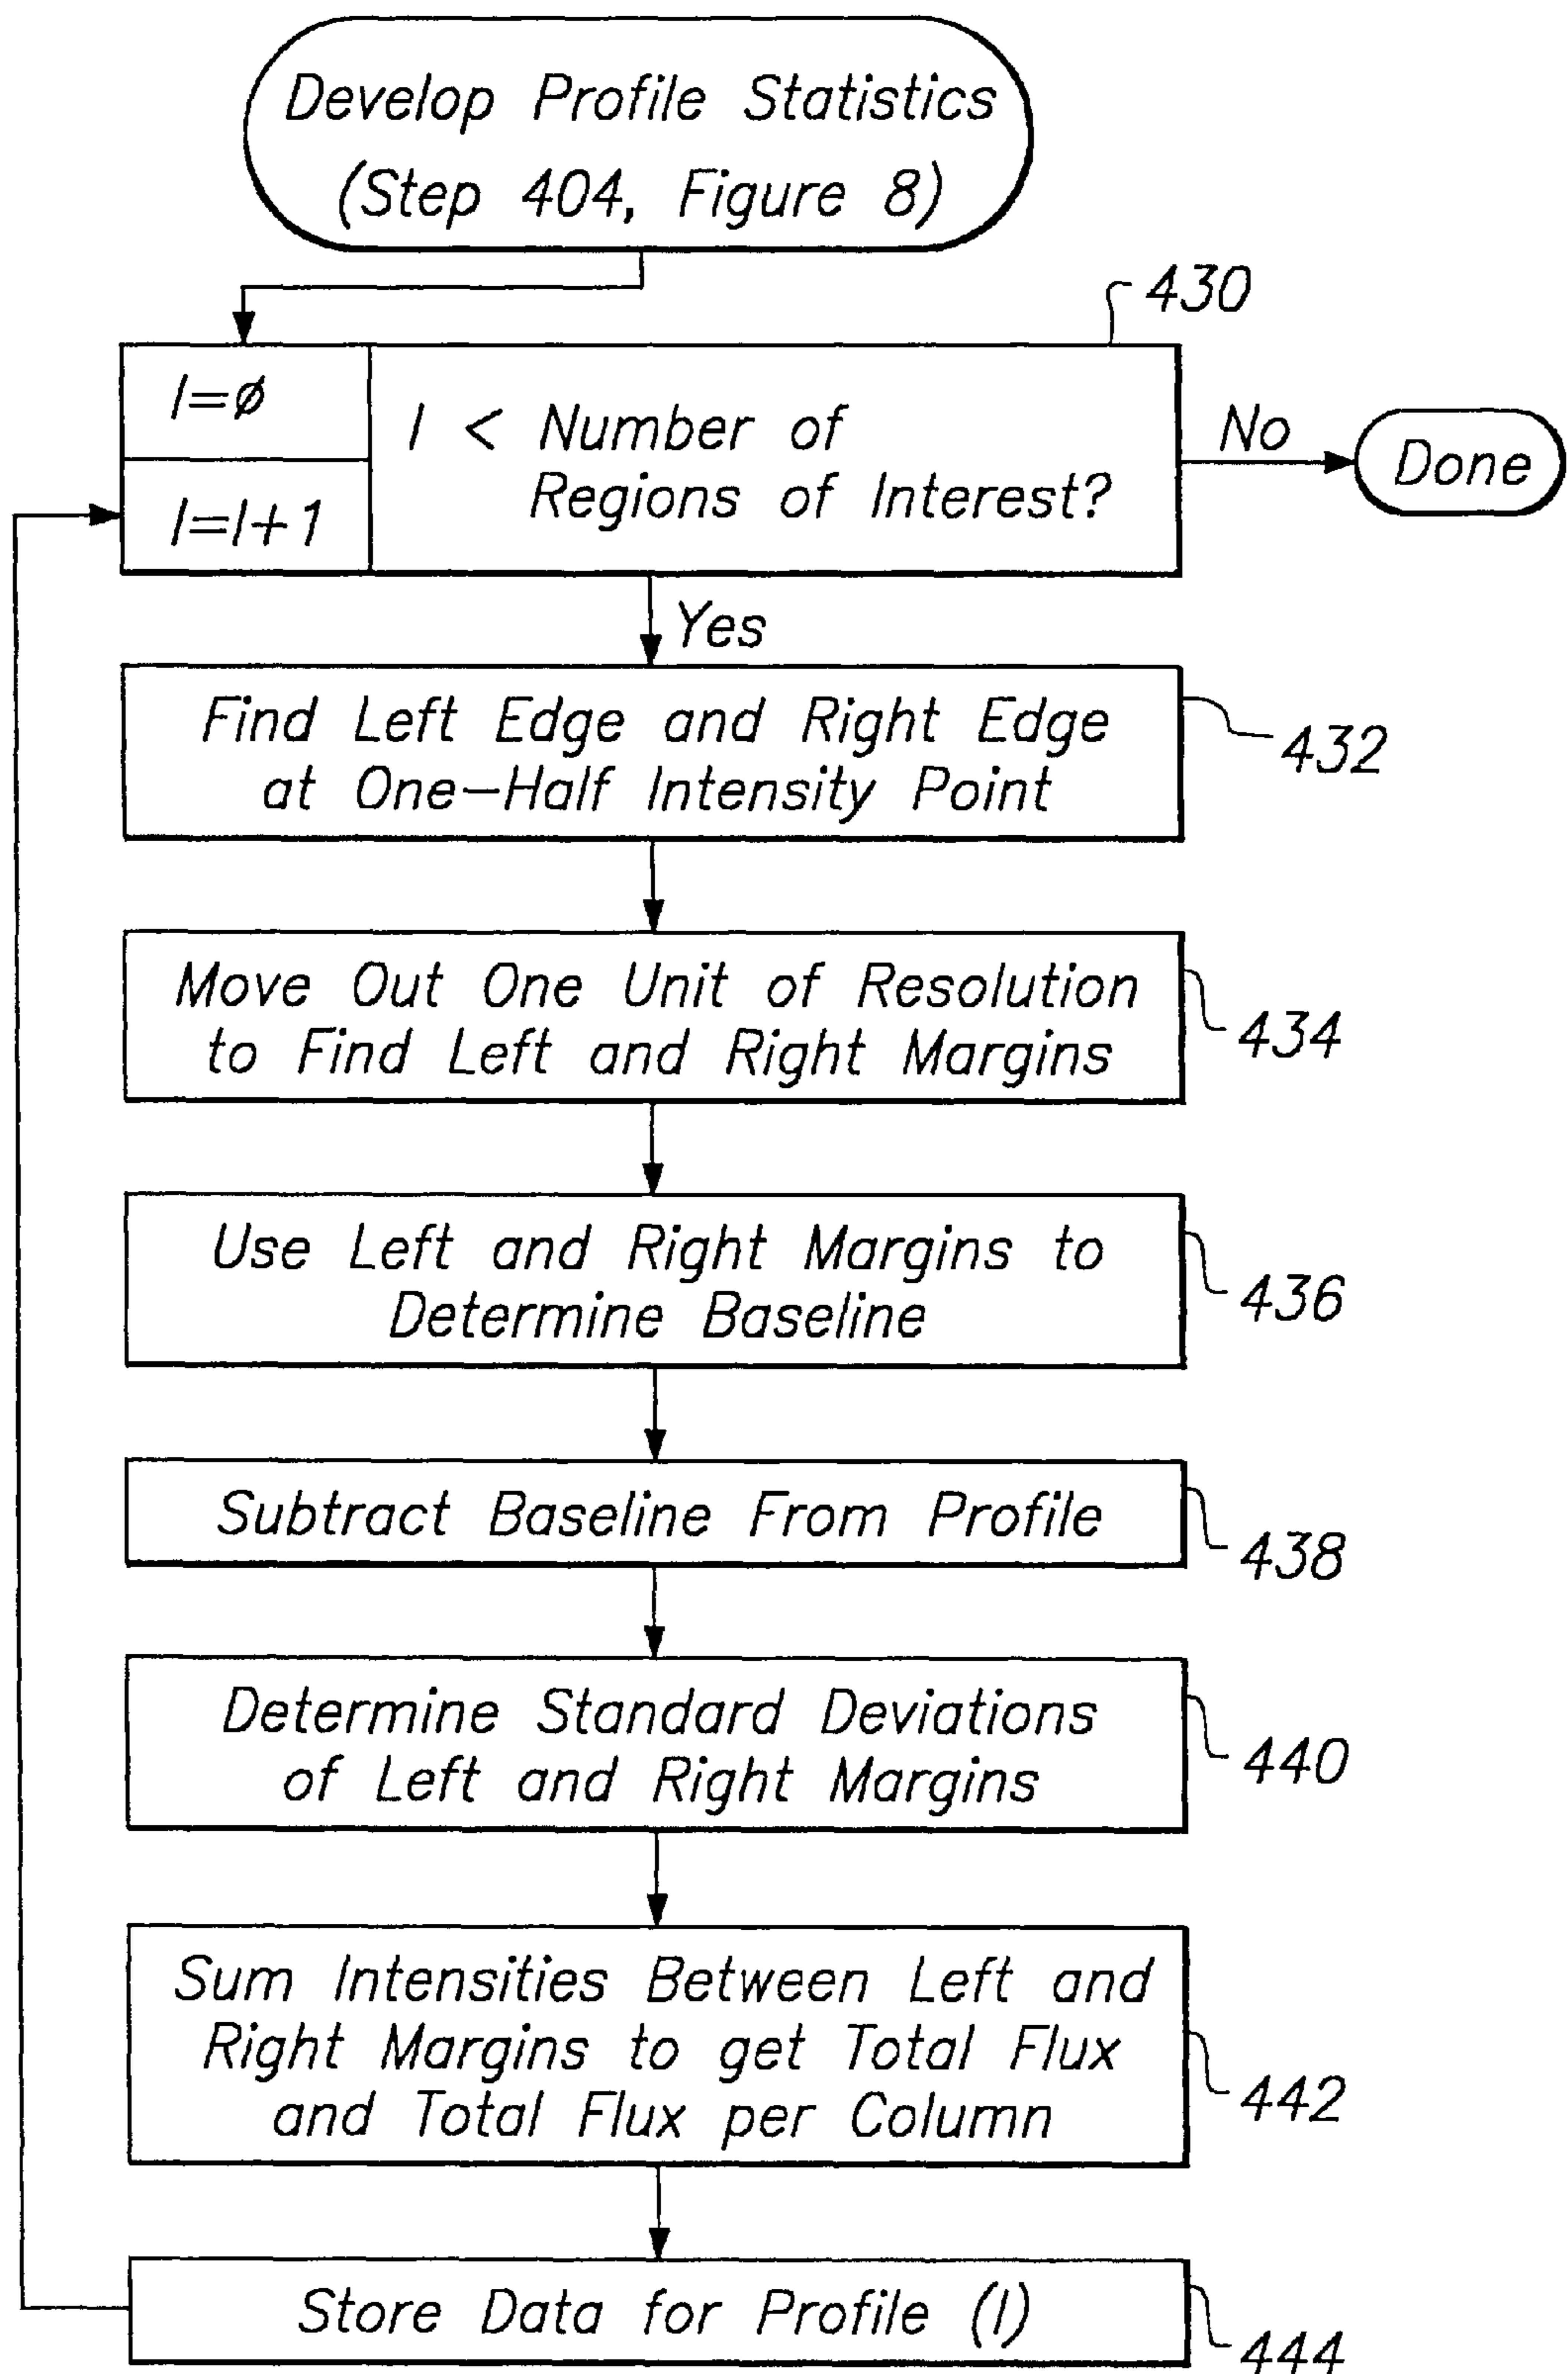 Develop Profile Statistics
(Step 404, Figure 8)
430
I=ø
I < Number of
Regions of Interest?
No
Done
I=I+1
Yes
Find Left Edge and Right Edge
at One-Half Intensity Point
432
Move Out One Unit of Resolution
to Find Left and Right Margins
434
Use Left and Right Margins to
Determine Baseline
436
Subtract Baseline From Profile
438
Determine Standard Deviations
of Left and Right Margins
440
Sum Intensities Between Left and
Right Margins to get Total Flux
and Total Flux per Column
442
Store Data for Profile (I)
444